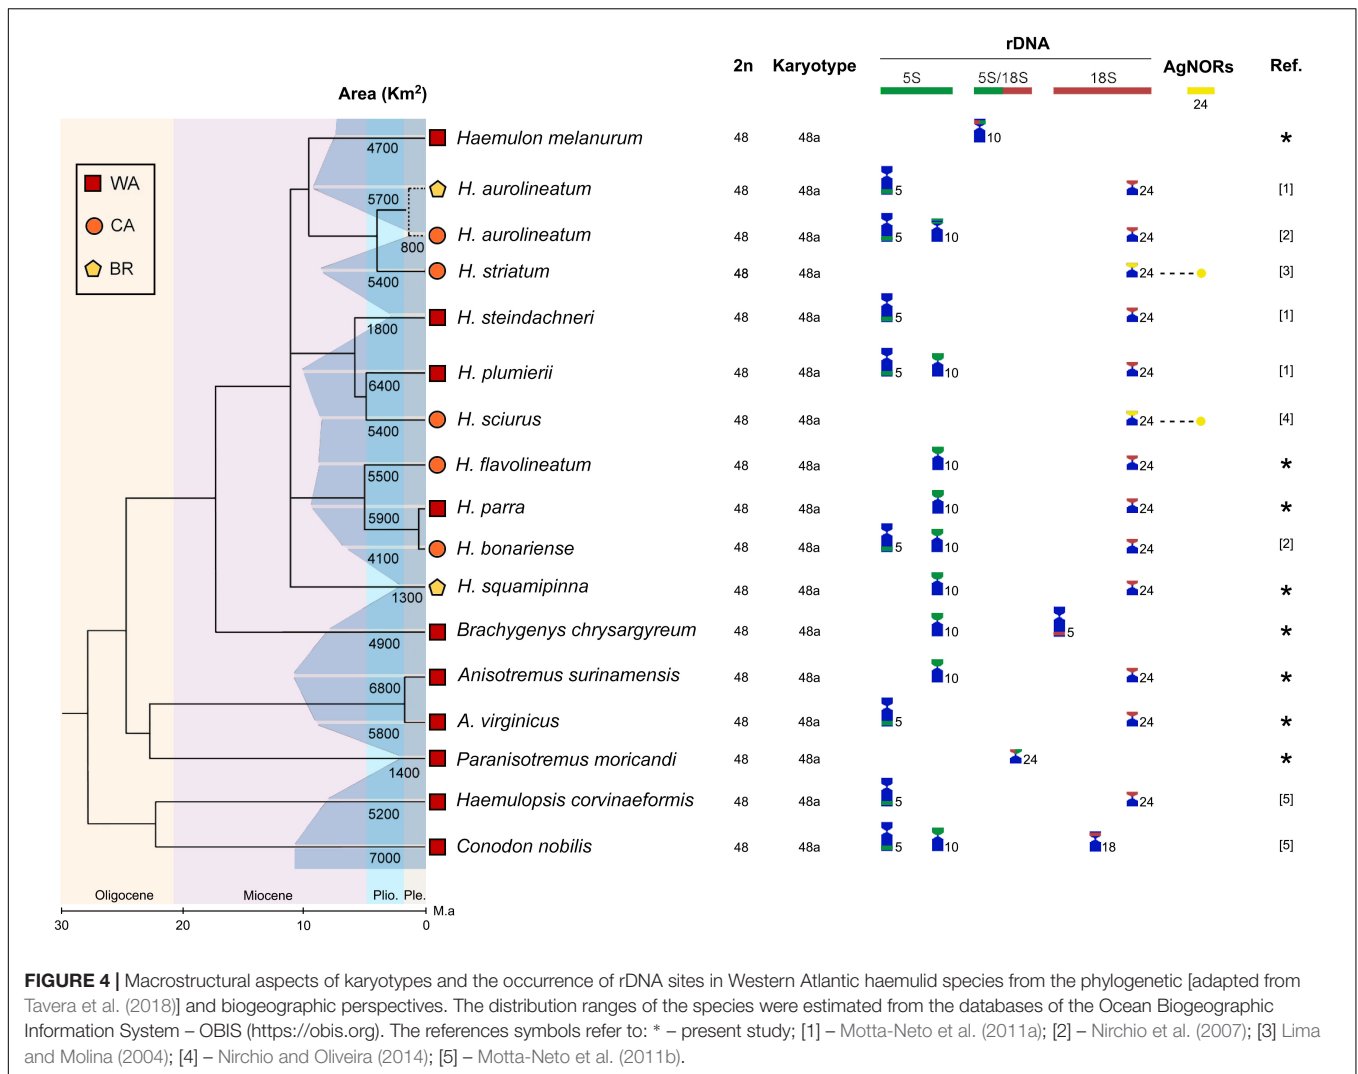 rDNA
2n Karyotype 5S 5S/18S 18S AgNORs Ref.
24
Area (Km2)
WA
CA
BR
4700 Haemulon melanurum 48 48a 10 *
5700 H. aurolineatum 48 48a 5 24 [1]
800 H. aurolineatum 48 48a 5 10 24 [2]
5400 H. striatum 48 48a 24 [3]
1800 H. steindachneri 48 48a 5 24 [1]
6400 H. plumierii 48 48a 5 10 24 [1]
5400 H. sciurus 48 48a 24 [4]
5500 H. flavolineatum 48 48a 10 24 *
5900 H. parra 48 48a 10 24 *
4100 H. bonariense 48 48a 5 10 24 [2]
1300 H. squamipinna 48 48a 10 24 *
4900 Brachygenys chrysargyreum 48 48a 10 5 *
6800 Anisotremus surinamensis 48 48a 10 24 *
5800 A. virginicus 48 48a 5 24 *
1400 Paranisotremus moricandi 48 48a 24 *
5200 Haemulopsis corvinaeformis 48 48a 5 24 [5]
7000 Conodon nobilis 48 48a 5 10 18 [5]
Oligocene Miocene Plio. Ple.
M.a
30 20 10 0
FIGURE 4 | Macrostructural aspects of karyotypes and the occurrence of rDNA sites in Western Atlantic haemulid species from the phylogenetic [adapted from
Tavera et al. (2018)] and biogeographic perspectives. The distribution ranges of the species were estimated from the databases of the Ocean Biogeographic
Information System – OBIS (https://obis.org). The references symbols refer to: * – present study; [1] – Motta-Neto et al. (2011a); [2] – Nirchio et al. (2007); [3] Lima
and Molina (2004); [4] – Nirchio and Oliveira (2014); [5] – Motta-Neto et al. (2011b).